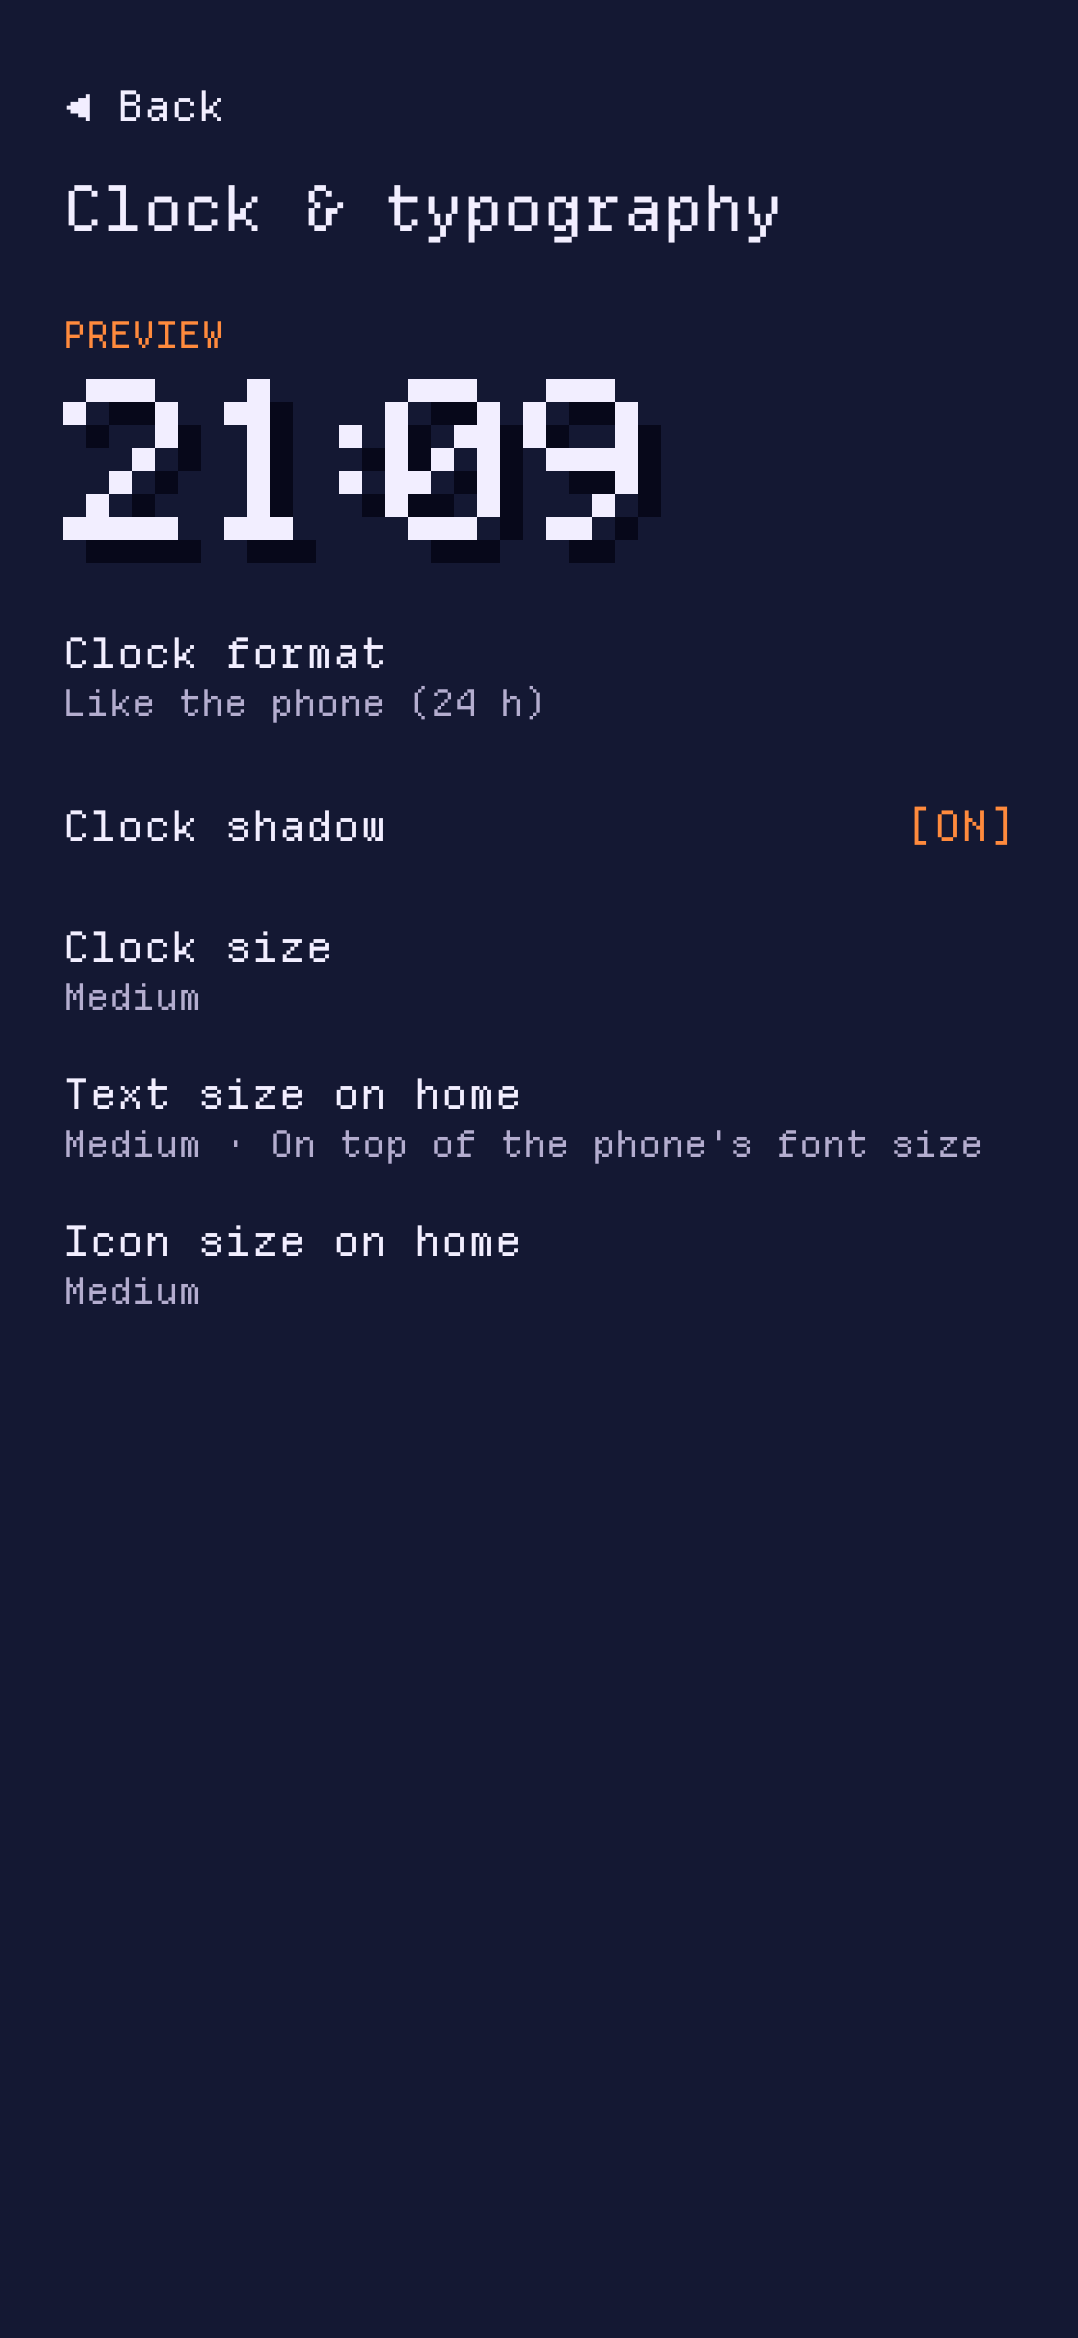 ◀ Back
Clock & typography
PREVIEW
21:09
Clock format
Like the phone (24 h)
Clock shadow [ON]
Clock size
Medium
Text size on home
Medium · On top of the phone's font size
Icon size on home
Medium